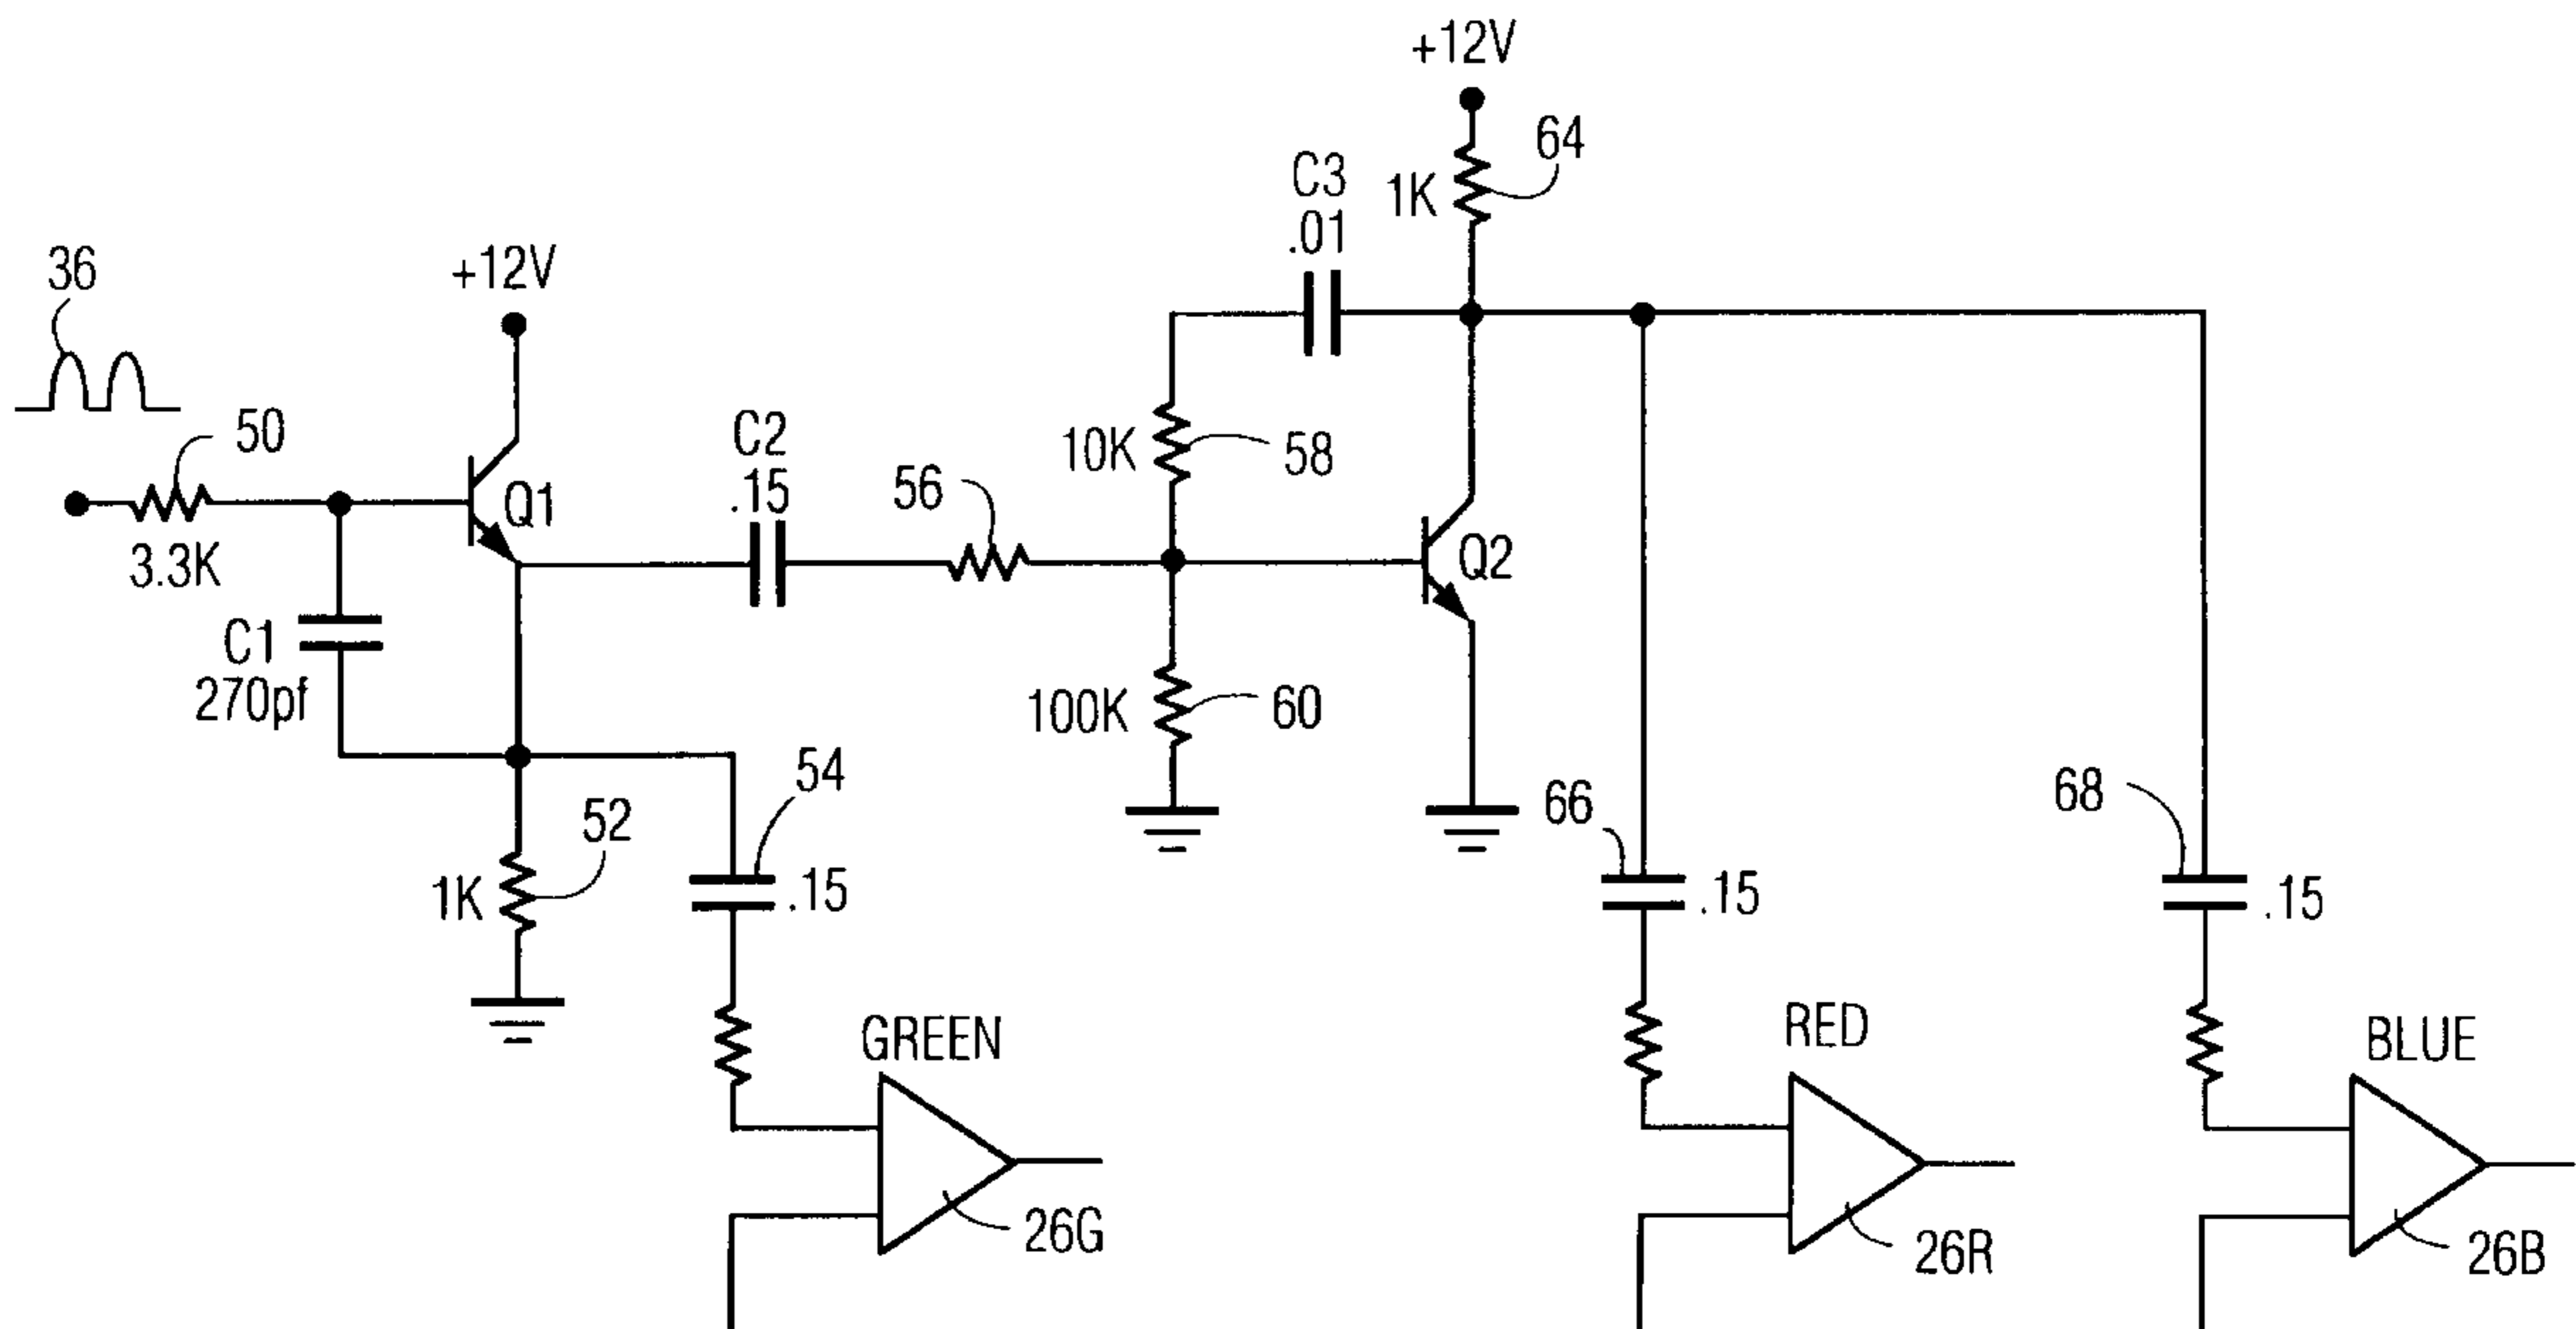 +12V
64
C3
.01
1K
36
+12V
50
C2
.15
56
10K
58
Q1
Q2
3.3K
C1
270pf
100K
60
54
52
66
68
1K
.15
.15
.15
GREEN
RED
BLUE
26G
26R
26B